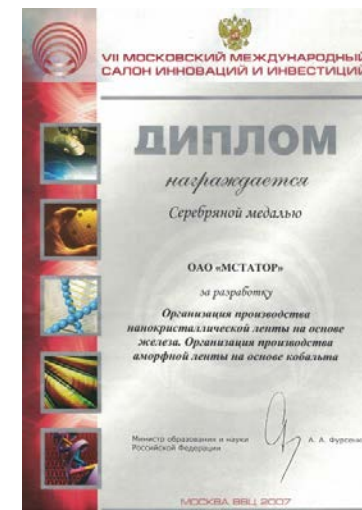 VII МОСКОВСКИЙ МЕЖДУНАРОДНЫЙ
САЛОН ИННОВАЦИЙ И ИНВЕСТИЦИЙ
ДИПЛОМ
награждается
Серебряной медалью
ОАО «МСТАТОР»
за разработку
Организация производства
нанокристаллической ленты на основе
железа. Организация производства
аморфной ленты на основе кобальта
Министр образования и науки
Российской Федерации
А. А. Фурсенко
МОСКВА, ВВЦ, 2007